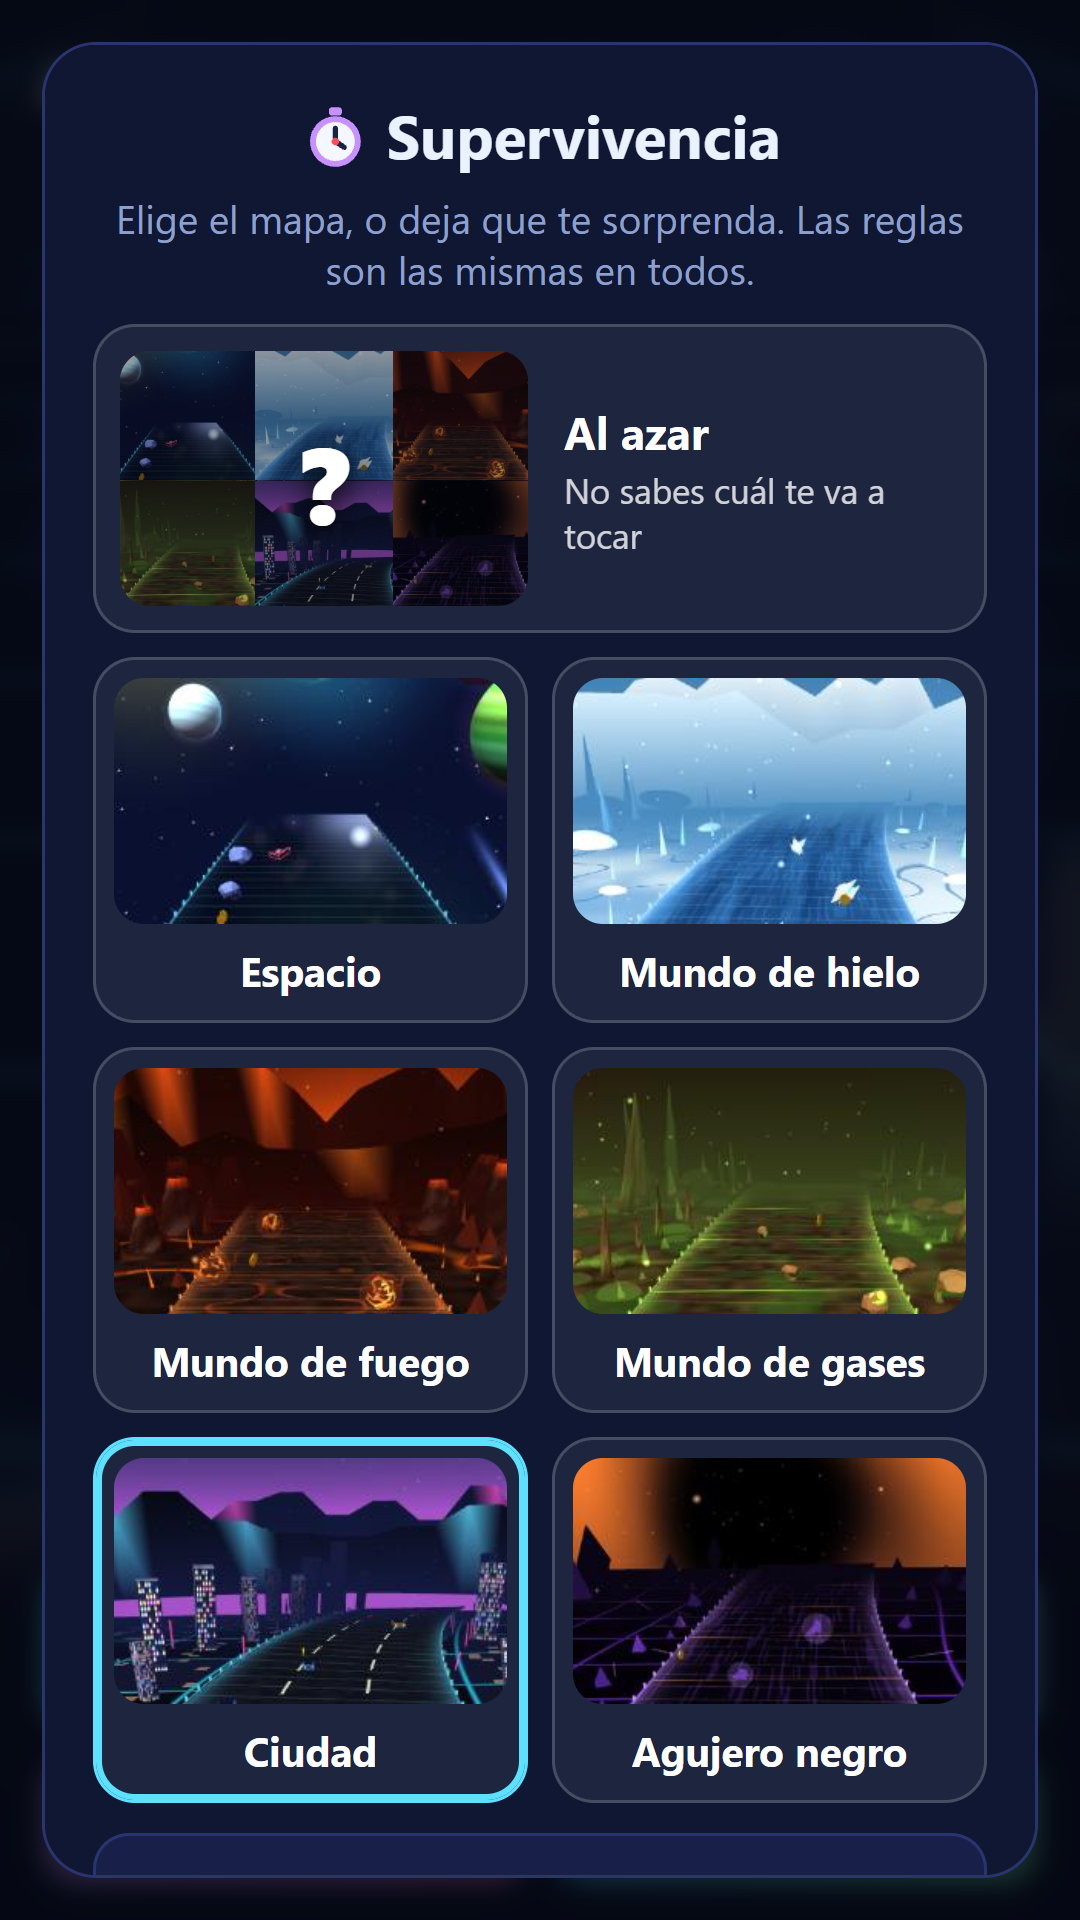 Supervivencia
Elige el mapa, o deja que te sorprenda. Las reglas
son las mismas en todos.
?
Al azar
No sabes cuál te va a
tocar
Espacio
Mundo de hielo
Mundo de fuego
Mundo de gases
Ciudad
Agujero negro